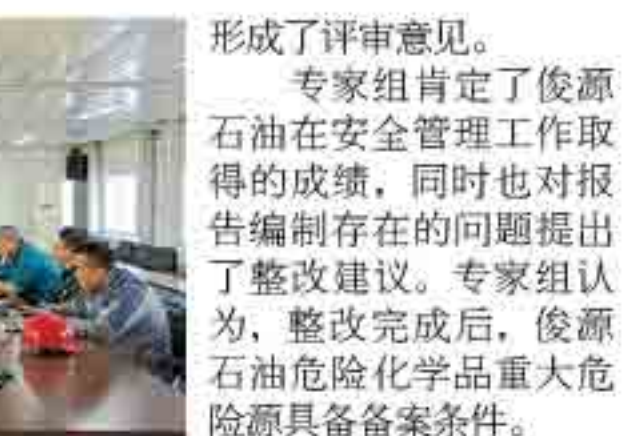 形成了评审意见。
专家组肯定了俊源
石油在安全管理工作取
得的成绩，同时也对报
告编制存在的问题提出
了整改建议。专家组认
为，整改完成后，俊源
石油危险化学品重大危
险源具备备案条件。